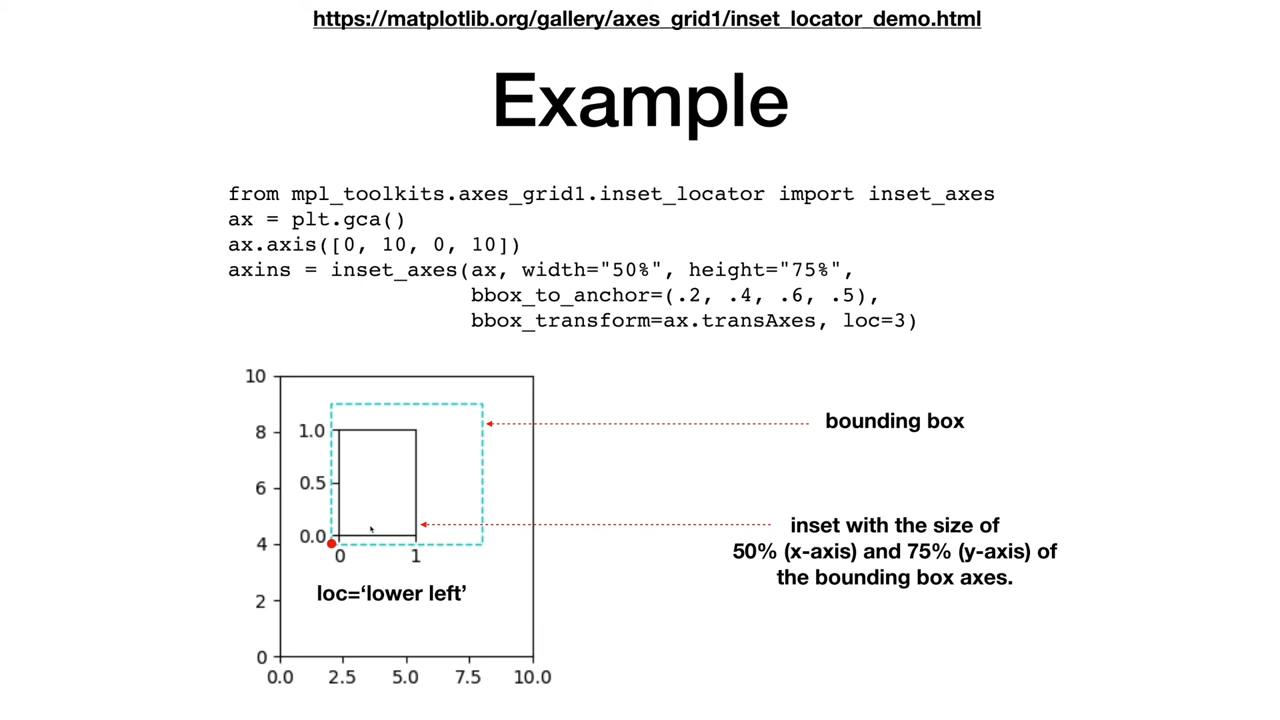 https://matplotlib.org/gallery/axes_grid1/inset_locator_demo.html
Example
from mpl_toolkits.axes_grid1.inset_locator import inset_axes
ax = plt.gca()
ax.axis([0, 10, 0, 10])
axins = inset_axes(ax, width="50%", height="75%",
bbox_to_anchor=(.2, .4, .6, .5),
bbox_transform=ax.transAxes, loc=3)
10
8
6
4
2
0
0.0 2.5 5.0 7.5 10.0
1.0
0.5
0.0
0 1
loc=‘lower left’
bounding box
inset with the size of
50% (x-axis) and 75% (y-axis) of
the bounding box axes.